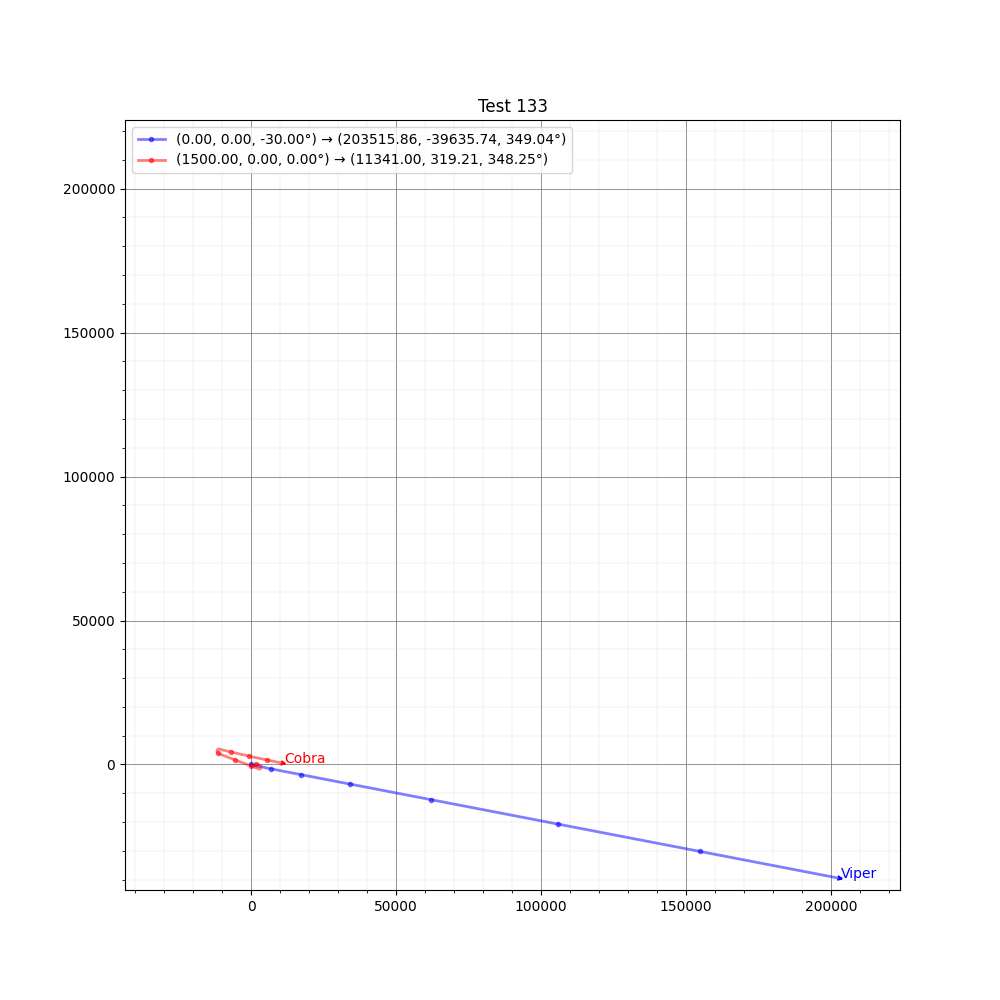 Test 133
(0.00, 0.00, -30.00°) → (203515.86, -39635.74, 349.04°)
(1500.00, 0.00, 0.00°) → (11341.00, 319.21, 348.25°)
200000
150000
100000
50000
0
Cobra
Viper
0 50000 100000 150000 200000